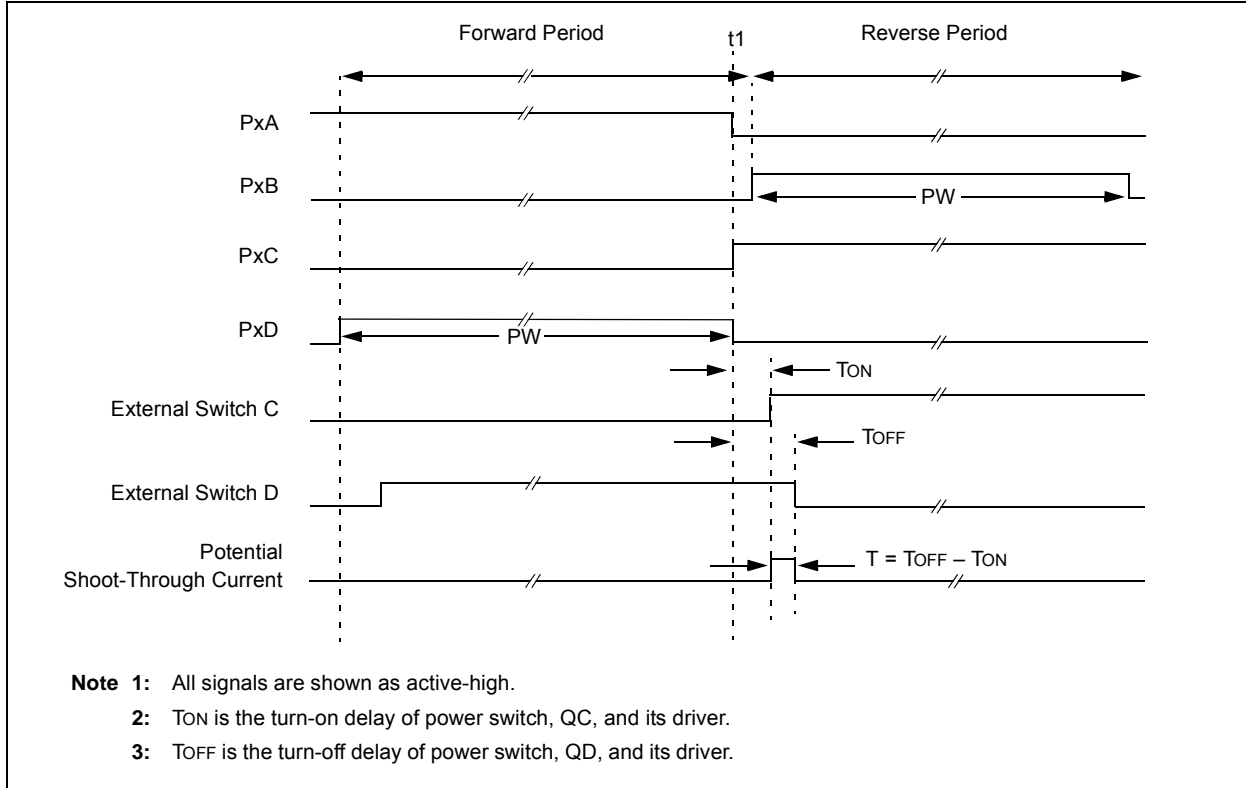 Forward Period
t1
Reverse Period
PxA
PxB
PW
PxC
PxD
PW
TON
External Switch C
TOFF
External Switch D
Potential
Shoot-Through Current
T = TOFF – TON
Note 1: All signals are shown as active-high.
2: TON is the turn-on delay of power switch, QC, and its driver.
3: TOFF is the turn-off delay of power switch, QD, and its driver.